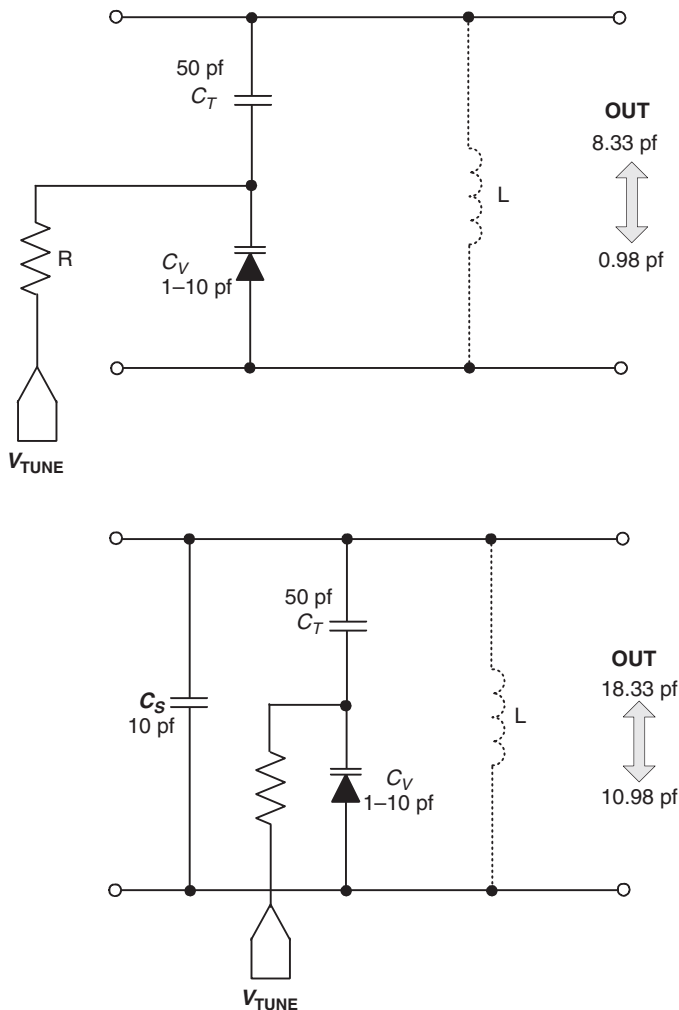 50 pf
C_T
OUT
8.33 pf
L
R
C_V
1–10 pf
0.98 pf
V_TUNE
50 pf
C_T
OUT
18.33 pf
C_S
10 pf
L
C_V
1–10 pf
10.98 pf
V_TUNE